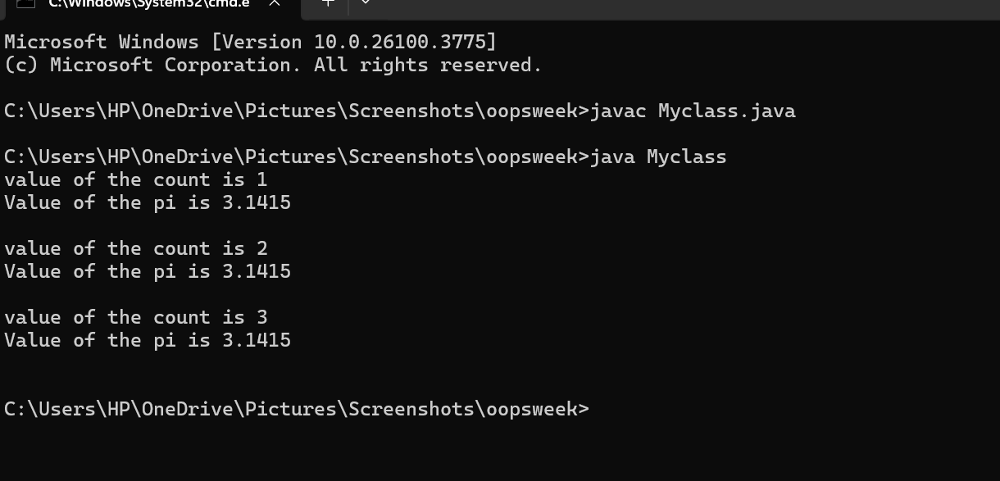 C:\Windows\System32\cmd.e
Microsoft Windows [Version 10.0.26100.3775]
(c) Microsoft Corporation. All rights reserved.
C:\Users\HP\OneDrive\Pictures\Screenshots\oopsweek>javac Myclass.java
C:\Users\HP\OneDrive\Pictures\Screenshots\oopsweek>java Myclass
value of the count is 1
Value of the pi is 3.1415
value of the count is 2
Value of the pi is 3.1415
value of the count is 3
Value of the pi is 3.1415
C:\Users\HP\OneDrive\Pictures\Screenshots\oopsweek>